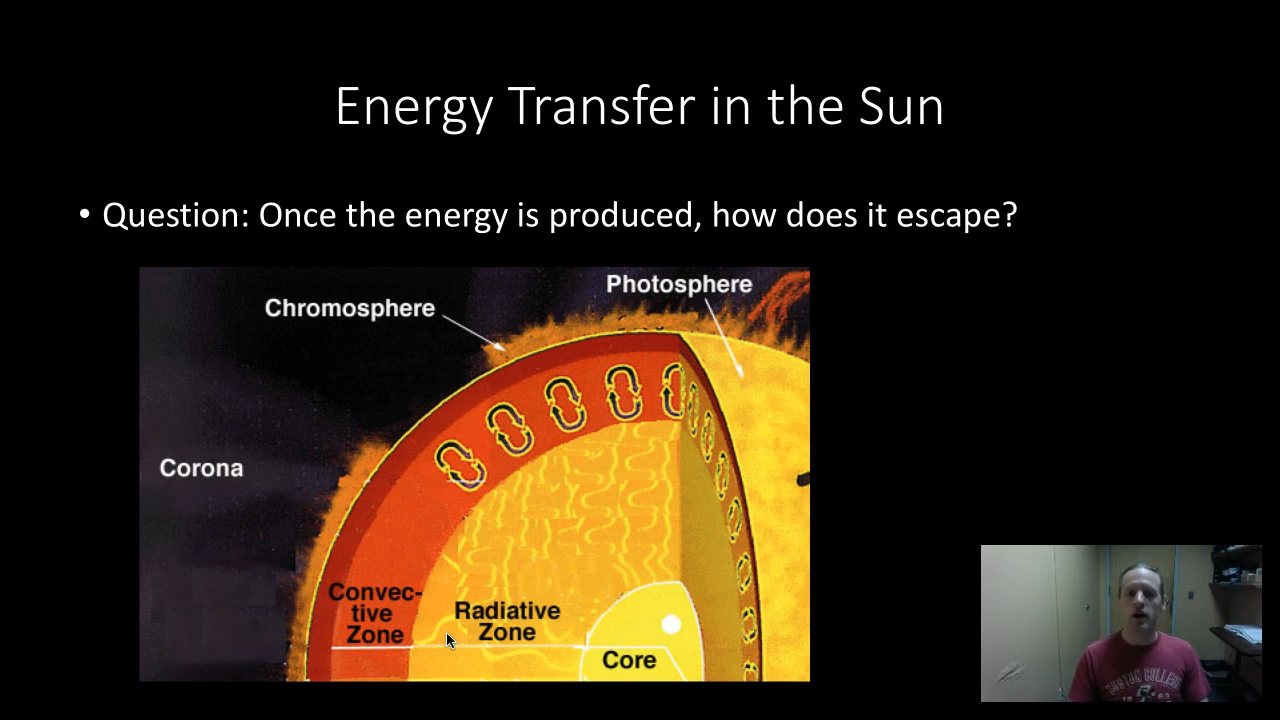 Energy Transfer in the Sun
• Question: Once the energy is produced, how does it escape?
Photosphere
Chromosphere
Corona
Convec-
tive
Zone
Radiative
Zone
Core